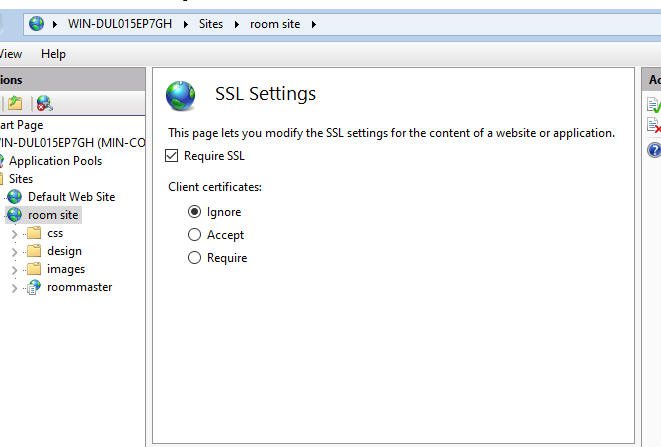 WIN-DUL015EP7GH Sites room site
View Help
ions
SSL Settings
art Page
IN-DUL015EP7GH (MIN-CO
Application Pools
Sites
Default Web Site
room site
css
design
images
roommaster
This page lets you modify the SSL settings for the content of a website or application.
Require SSL
Client certificates:
Ignore
Accept
Require
Ac